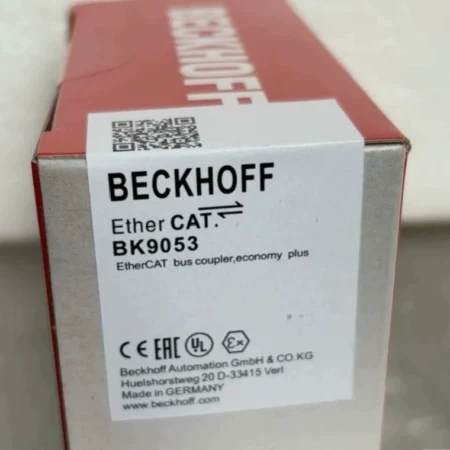 BECKHOFF
BECKHOFF
EtherCAT.
BK9053
EtherCAT bus coupler,economy plus
CE EAC UL Ex
Beckhoff Automation GmbH & CO.KG
Huelshorstweg 20 D-33415 Verl
Made in GERMANY
www.beckhoff.com